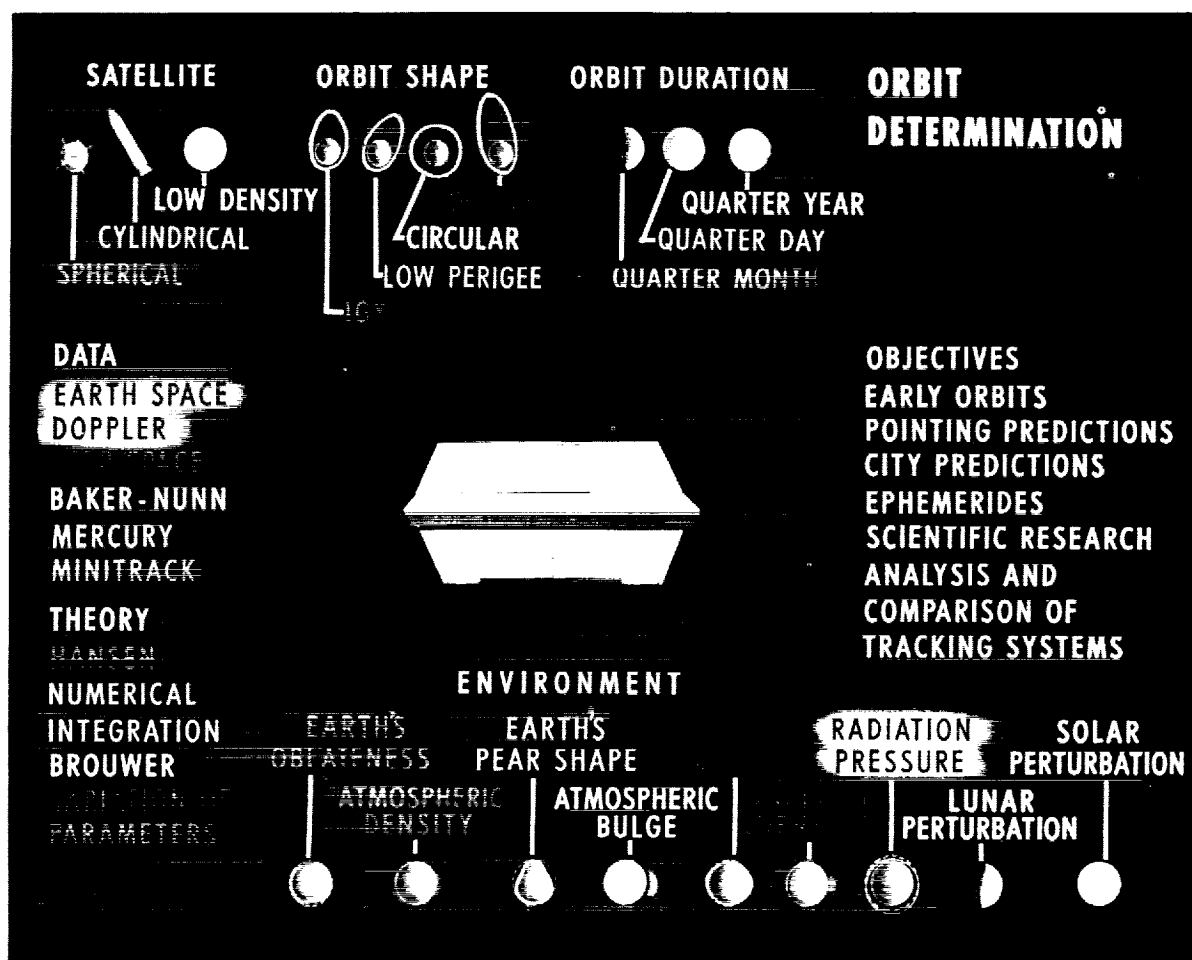 SATELLITE
LOW DENSITY
CYLINDRICAL
SPHERICAL
ORBIT SHAPE
CIRCULAR
LOW PERIGEE
IGY
ORBIT DURATION
QUARTER YEAR
QUARTER DAY
QUARTER MONTH
ORBIT
DETERMINATION
DATA
EARTH SPACE
DOPPLER
BAKER-NUNN
MERCURY
MINITRACK
THEORY
HANSEN
NUMERICAL
INTEGRATION
BROUWER
VARIATION OF
PARAMETERS
OBJECTIVES
EARLY ORBITS
POINTING PREDICTIONS
CITY PREDICTIONS
EPHEMERIDES
SCIENTIFIC RESEARCH
ANALYSIS AND
COMPARISON OF
TRACKING SYSTEMS
ENVIRONMENT
EARTH'S
OBLATENESS
ATMOSPHERIC
DENSITY
EARTH'S
PEAR SHAPE
ATMOSPHERIC
BULGE
RADIATION
PRESSURE
LUNAR
PERTURBATION
SOLAR
PERTURBATION